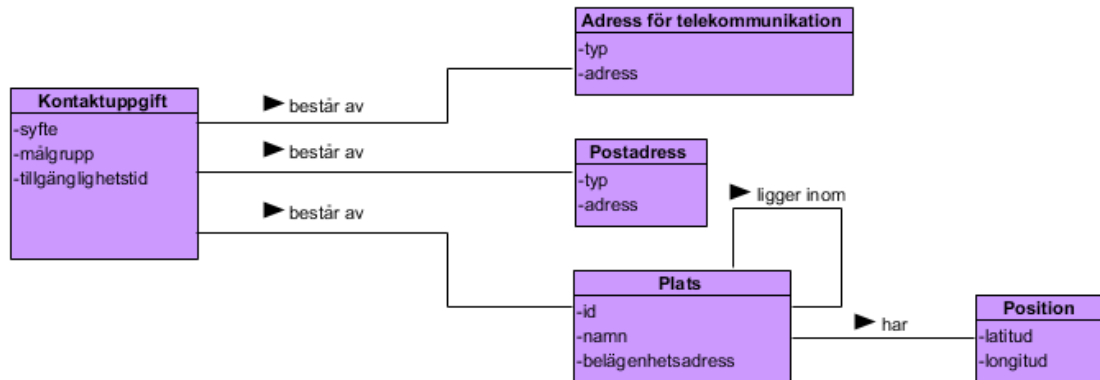 Adress för telekommunikation
-typ
-adress
Kontaktuppgift
-syfte
-målgrupp
-tillgänglighetstid
består av
består av
består av
Postadress
-typ
-adress
ligger inom
Plats
-id
-namn
-belägenhetsadress
har
Position
-latitud
-longitud